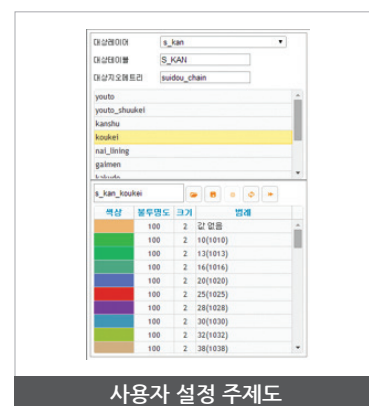 대상레이어 s_kan
대상테이블 S_KAN
대상지오메트리 suidou_chain
youto
youto_shuukei
kanshu
koukei
nai_lining
gaimen
s_kan_koukei
색상 불투명도 크기 범례
100 2 값 없음
100 2 10(1010)
100 2 13(1013)
100 2 16(1016)
100 2 20(1020)
100 2 25(1025)
100 2 28(1028)
100 2 30(1030)
100 2 32(1032)
100 2 38(1038)
사용자 설정 주제도